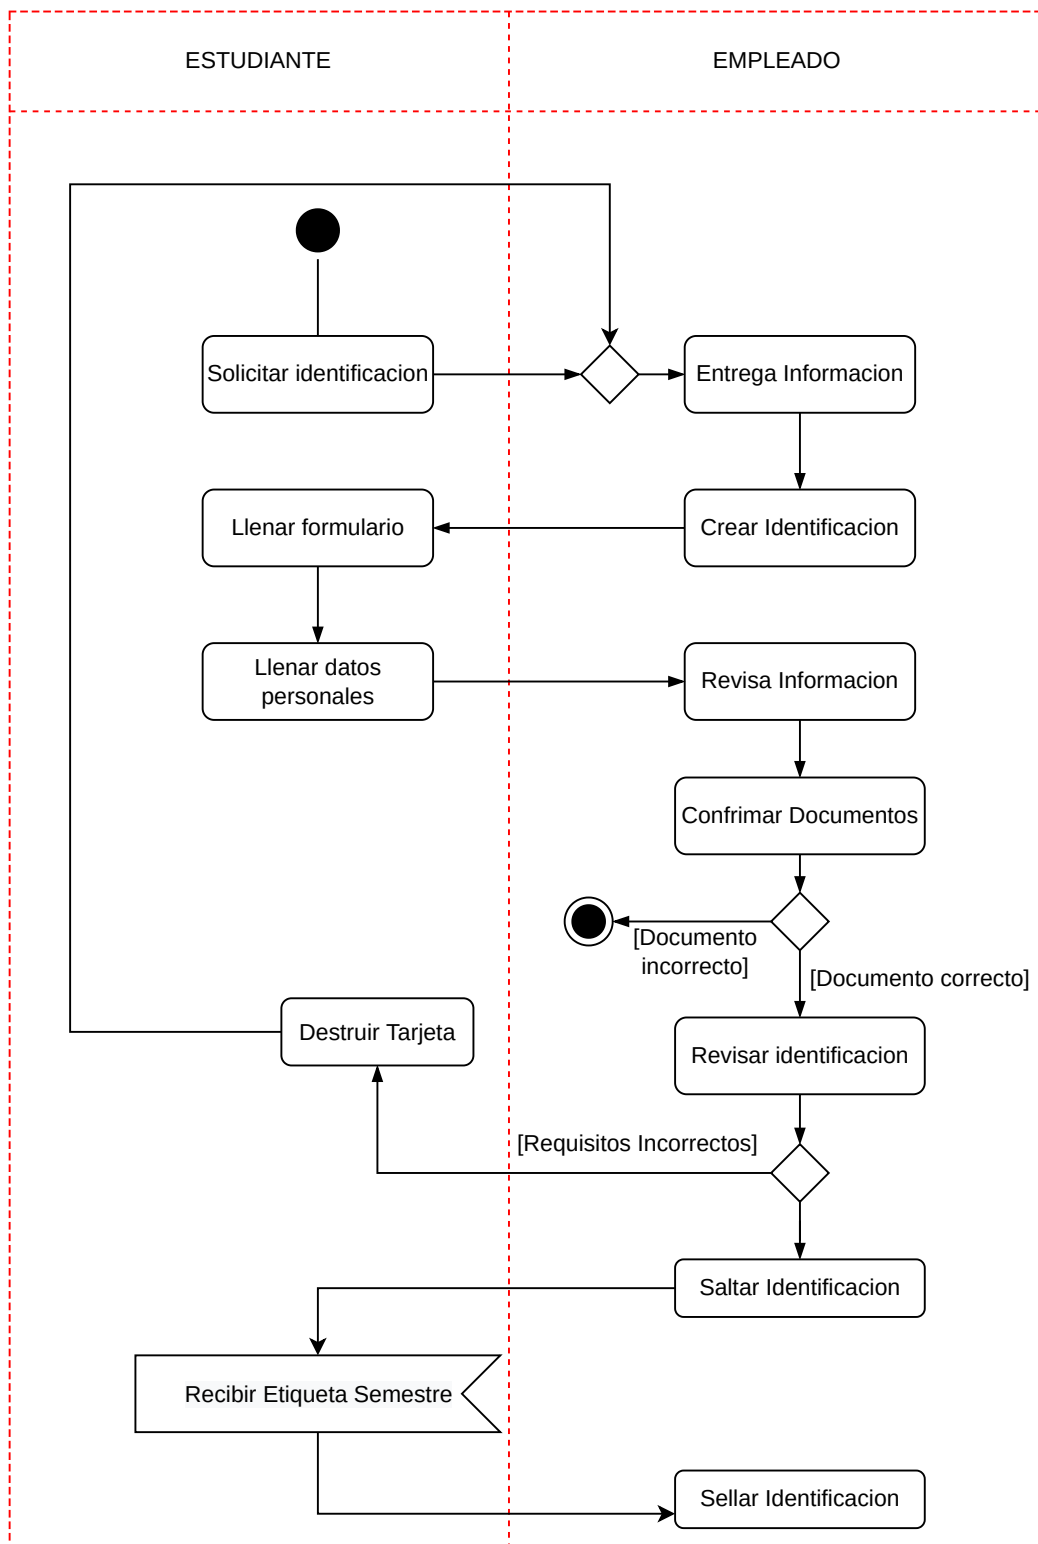 ESTUDIANTE
EMPLEADO
Solicitar identificacion
Entrega Informacion
Llenar formulario
Crear Identificacion
Llenar datos
personales
Revisa Informacion
Confrimar Documentos
[Documento
incorrecto]
[Documento correcto]
Destruir Tarjeta
Revisar identificacion
[Requisitos Incorrectos]
Saltar Identificacion
Recibir Etiqueta Semestre
Sellar Identificacion